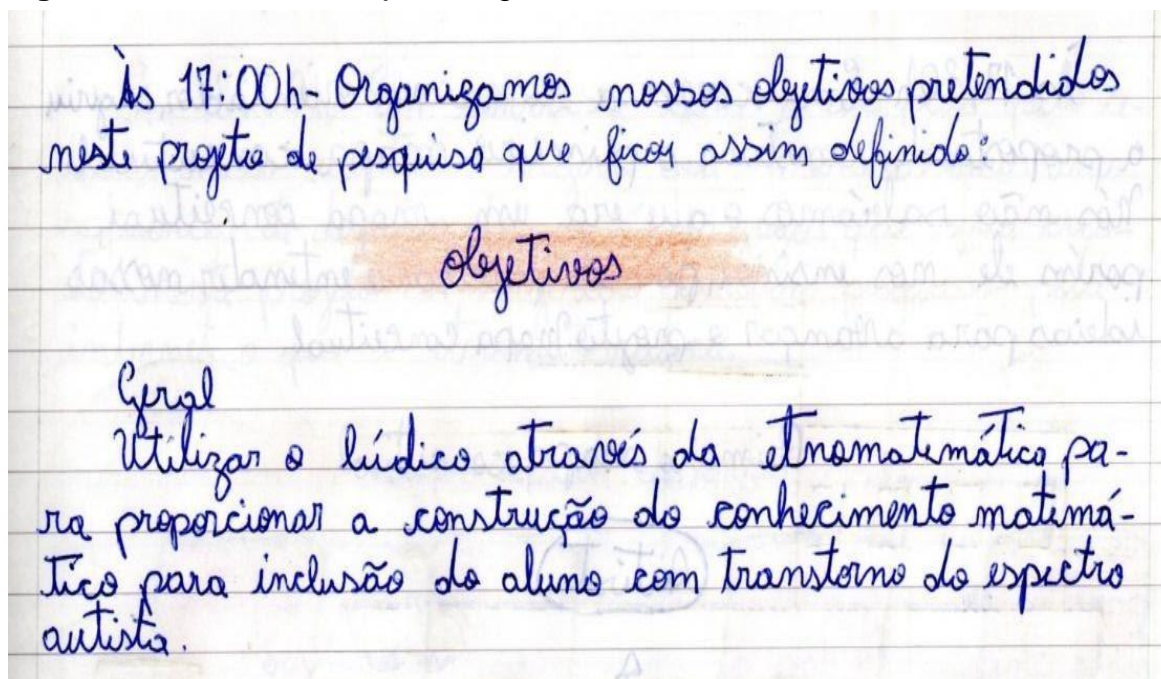 Às 17:00h- Organizamos nossos objetivos pretendidos
neste projeto de pesquisa que ficou assim definido:
objetivos
Geral
Utilizar o lúdico através da etnomatemática pa-
ra proporcionar a construção do conhecimento matemá-
tico para inclusão do aluno com transtorno do espectro
autista.